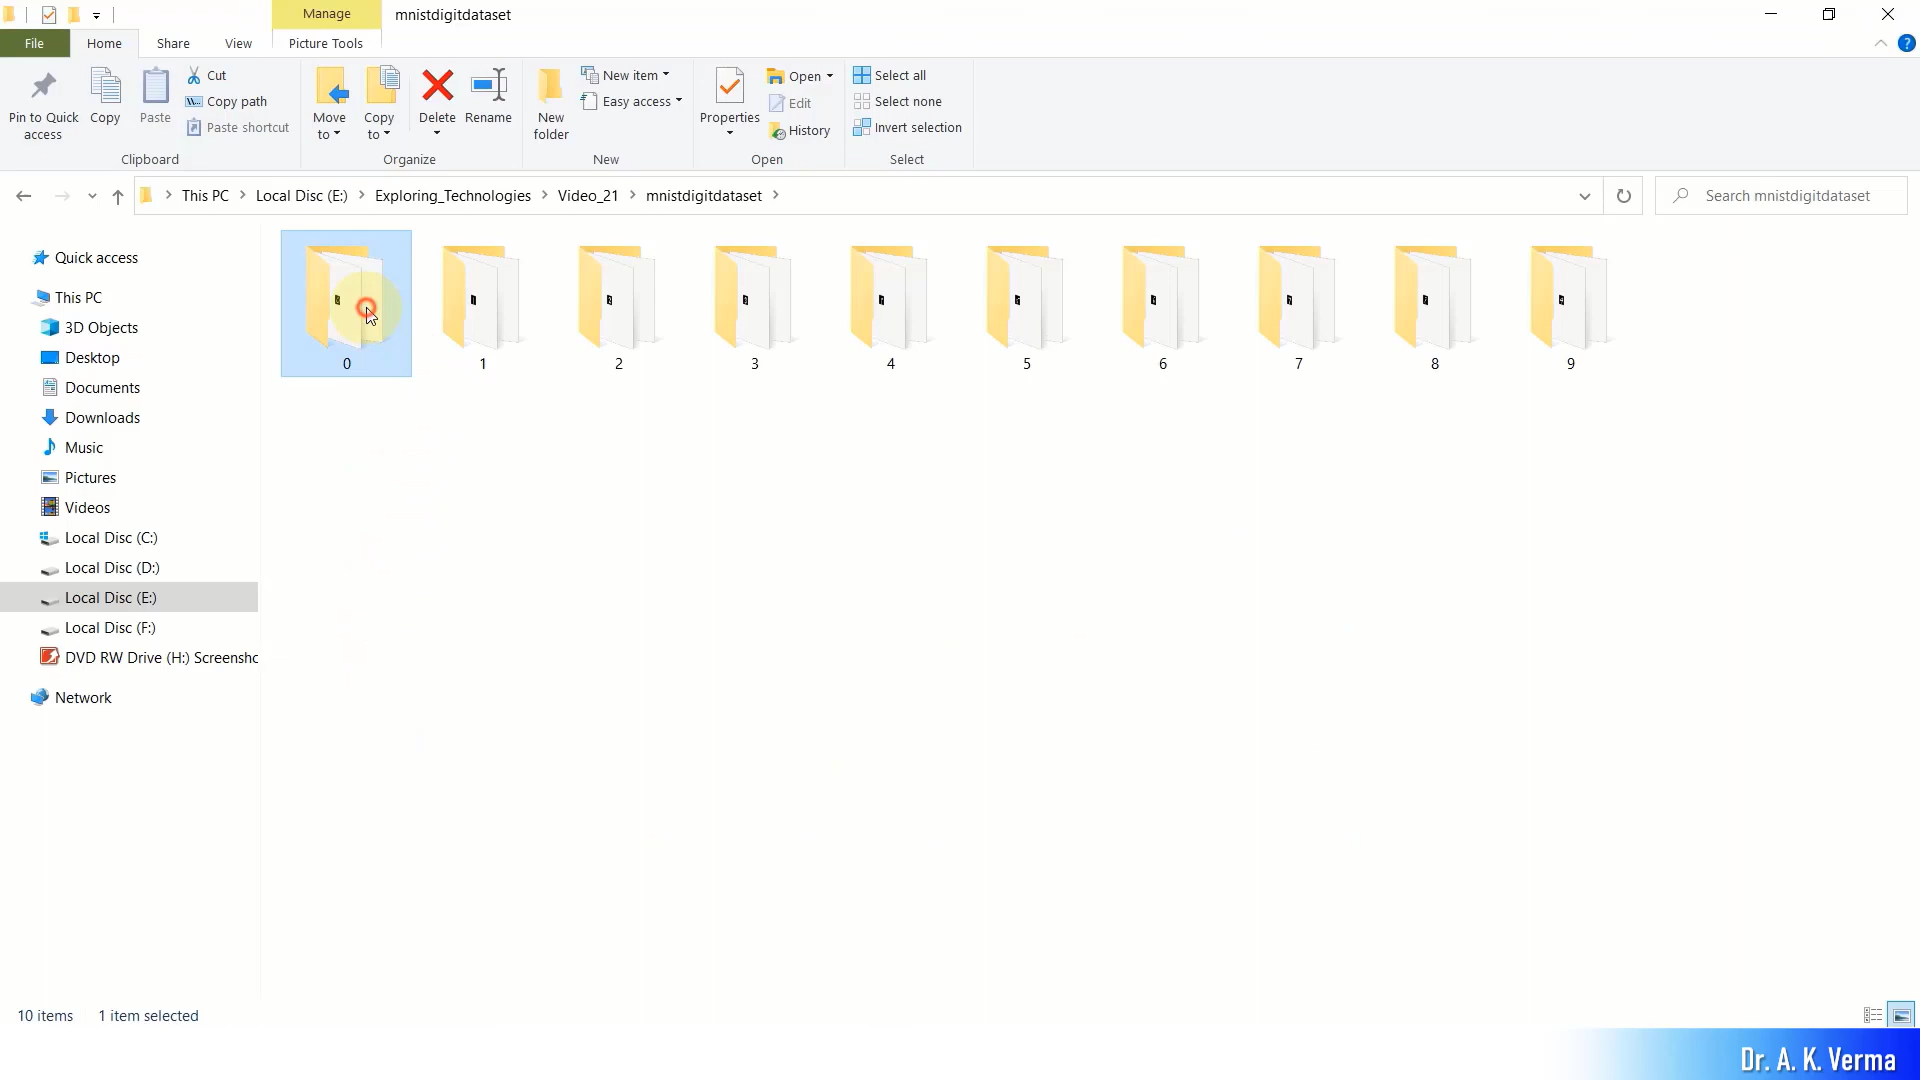 Manage
mnistdigitdataset
File
Home
Share
View
Picture Tools
Pin to Quick access
Copy
Paste
Cut
Copy path
Paste shortcut
Clipboard
Move to
Copy to
Delete
Rename
Organize
New folder
New item
Easy access
New
Properties
Open
Edit
History
Open
Select all
Select none
Invert selection
Select
This PC
Local Disc (E:)
Exploring_Technologies
Video_21
mnistdigitdataset
Search mnistdigitdataset
Quick access
This PC
3D Objects
Desktop
Documents
Downloads
Music
Pictures
Videos
Local Disc (C:)
Local Disc (D:)
Local Disc (E:)
Local Disc (F:)
DVD RW Drive (H:) Screensho
Network
0
1
2
3
4
5
6
7
8
9
10 items
1 item selected
Dr. A. K. Verma